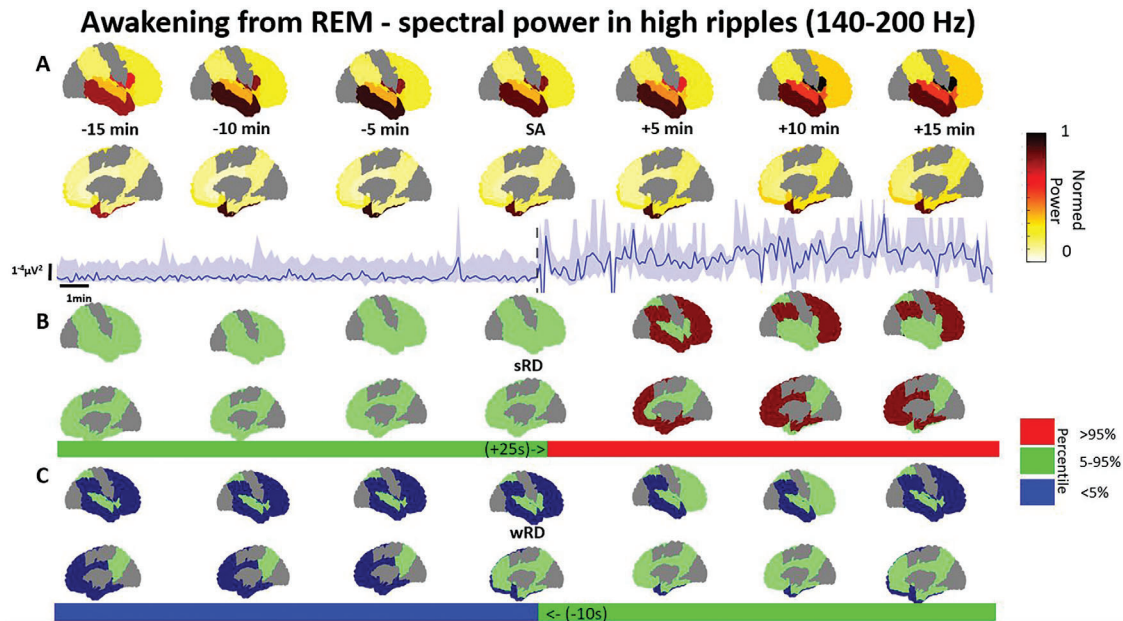 Awakening from REM - spectral power in high ripples (140-200 Hz)
A
-15 min
-10 min
-5 min
SA
+5 min
+10 min
+15 min
1
Normed
Power
0
1⁻⁴µV²
1min
B
sRD
(+25s)->
>95%
5-95%
<5%
Percentile
C
wRD
<- (-10s)